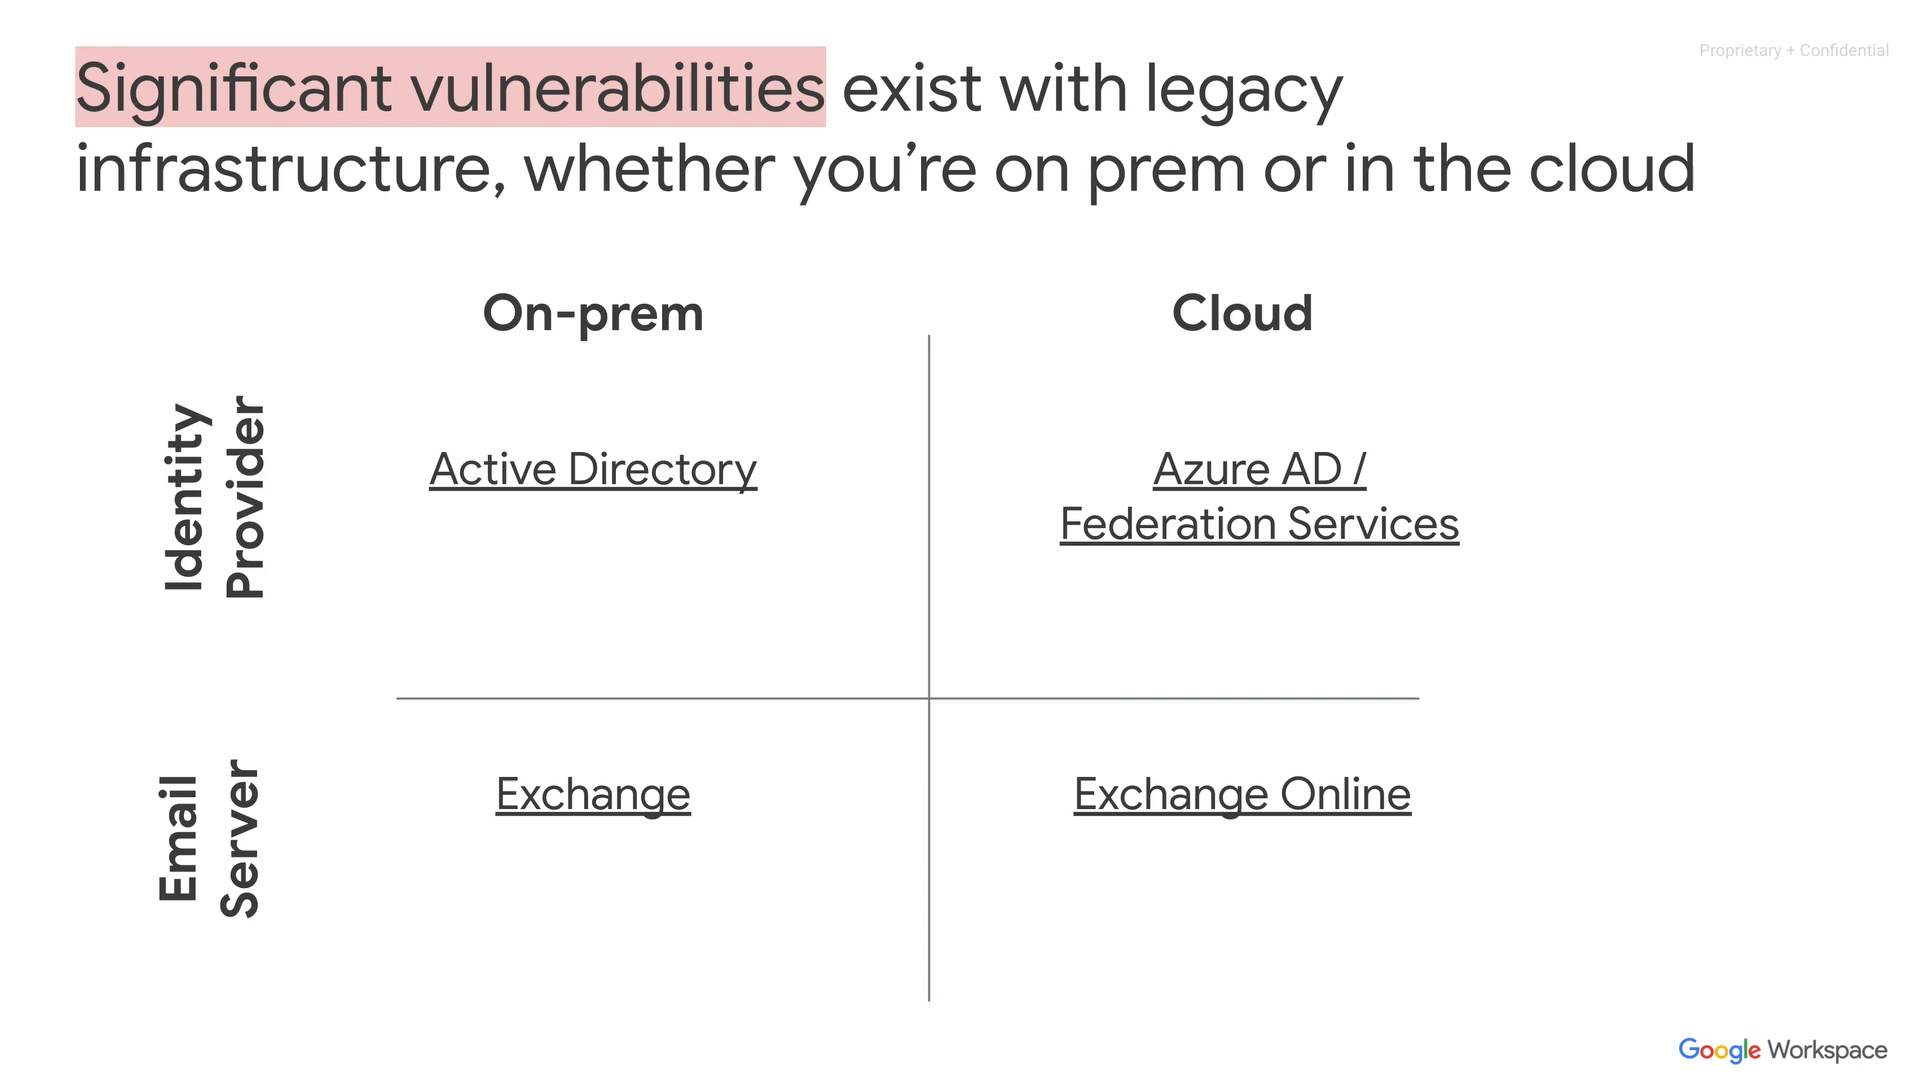 Proprietary + Confidential
Significant vulnerabilities exist with legacy
infrastructure, whether you’re on prem or in the cloud
On-prem
Cloud
Identity
Provider
Active Directory
Azure AD /
Federation Services
Email
Server
Exchange
Exchange Online
Google Workspace